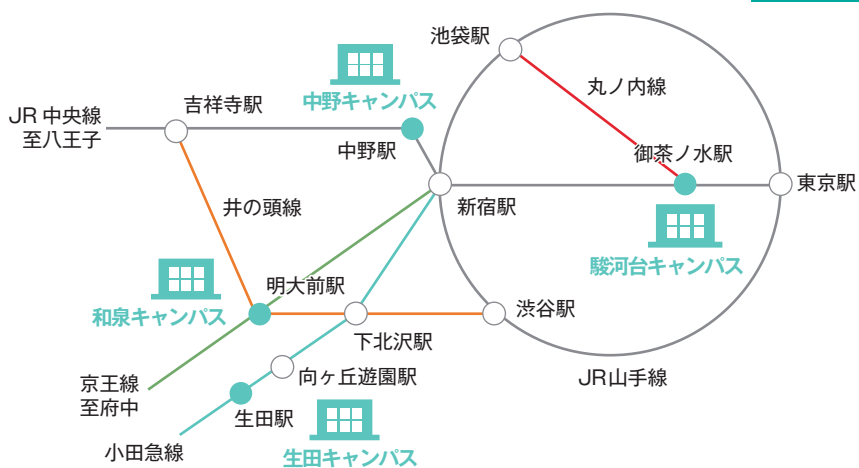 池袋駅
丸ノ内線
中野キャンパス
吉祥寺駅
JR 中央線
至八王子
中野駅
御茶ノ水駅
新宿駅
東京駅
井の頭線
駿河台キャンパス
明大前駅
和泉キャンパス
渋谷駅
下北沢駅
京王線
至府中
向ヶ丘遊園駅
JR山手線
生田駅
小田急線
生田キャンパス